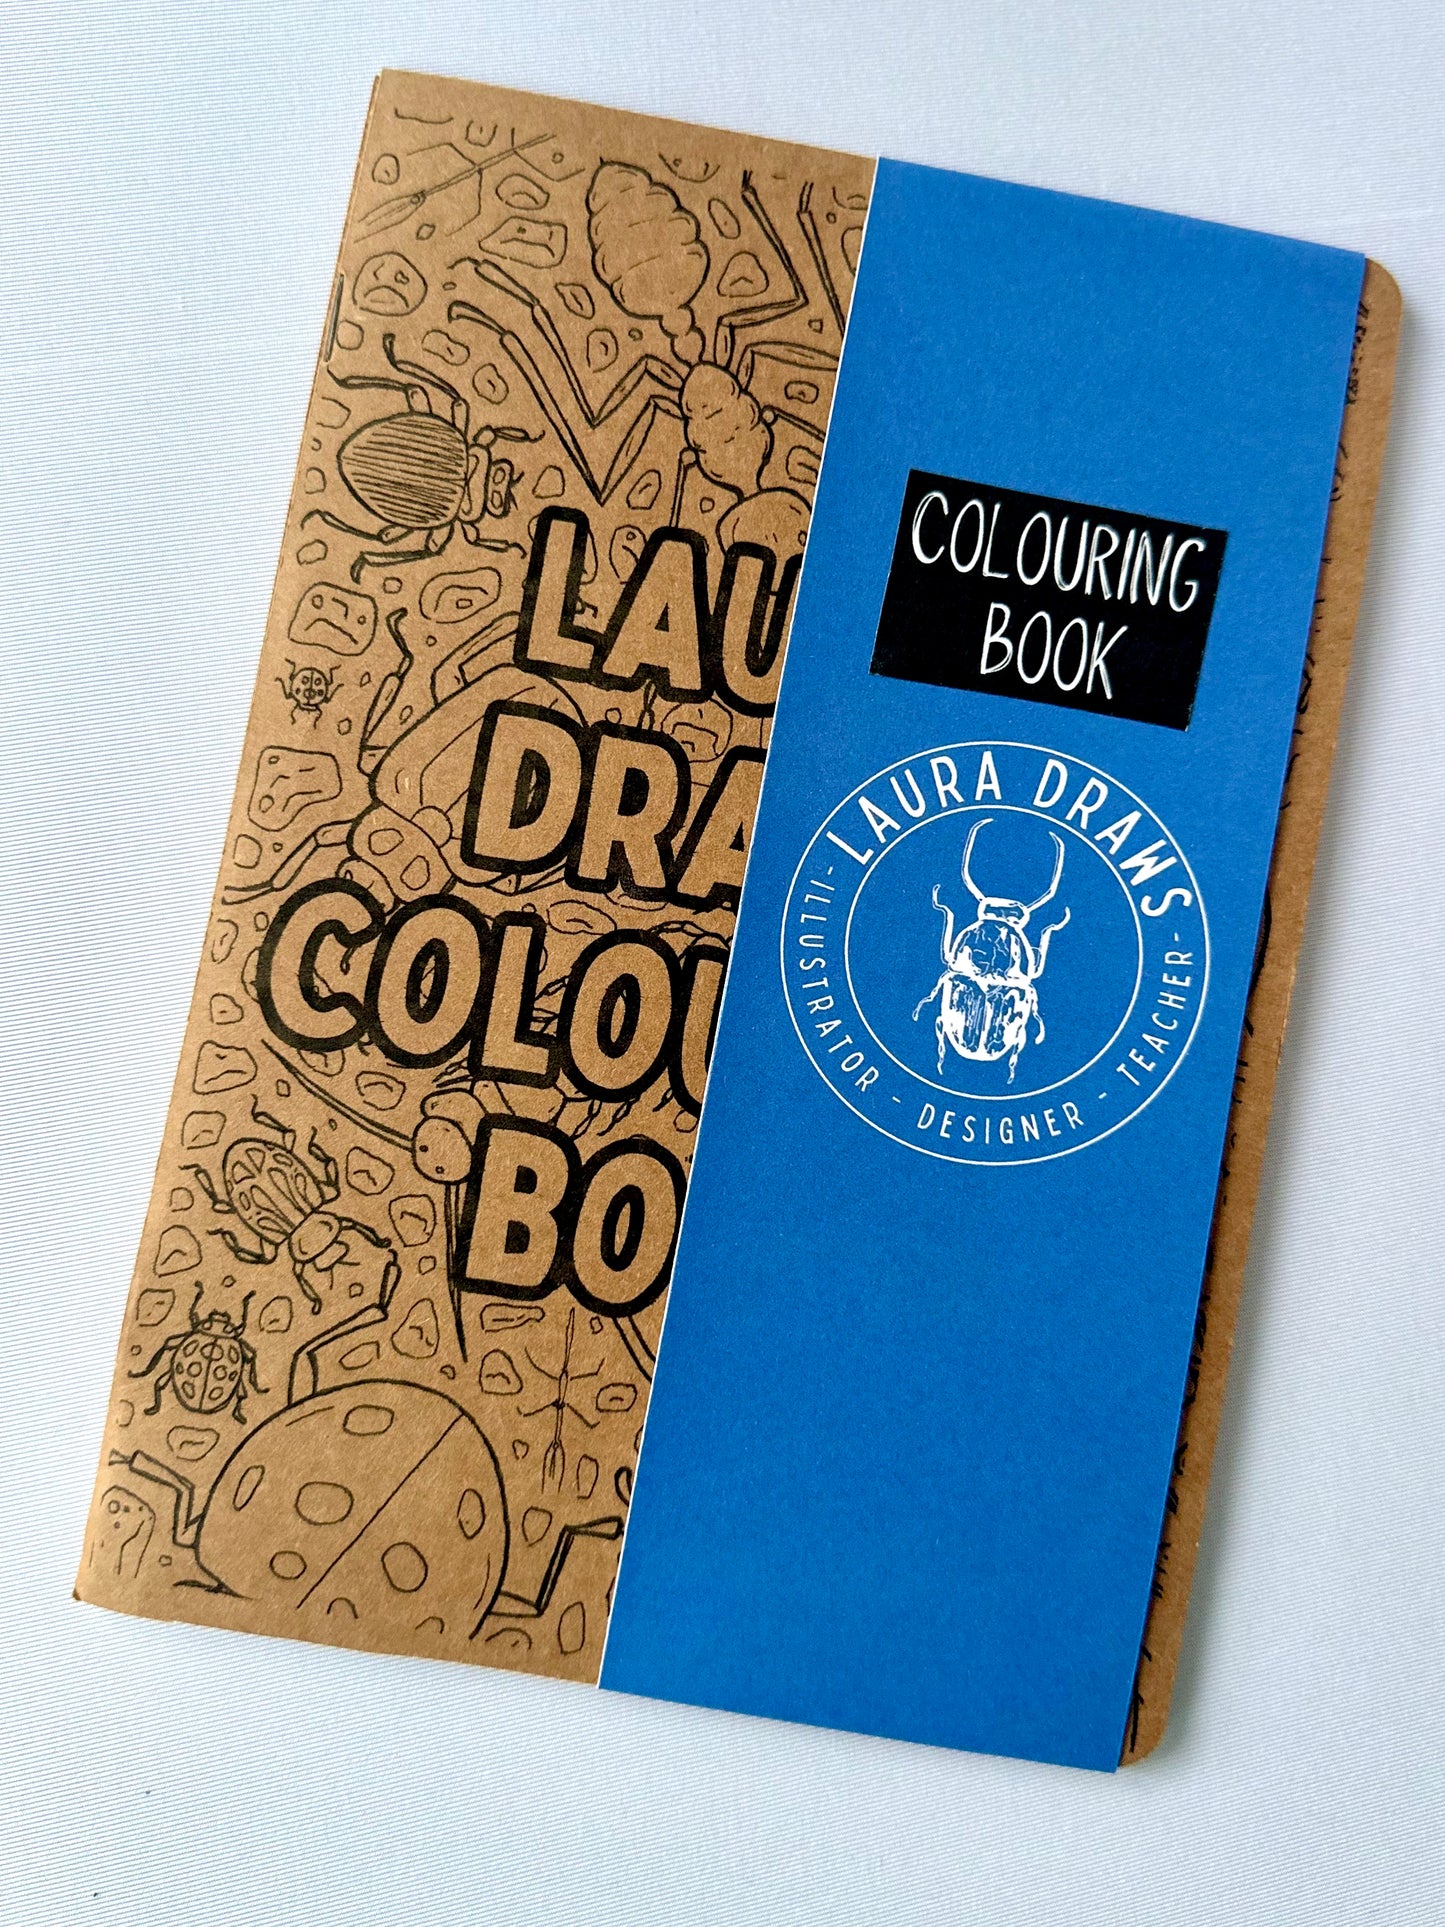 LAU
DRA
COLOU
BO
COLOURING
BOOK
LAURA DRAWS
-ILLUSTRATOR - DESIGNER - TEACHER-